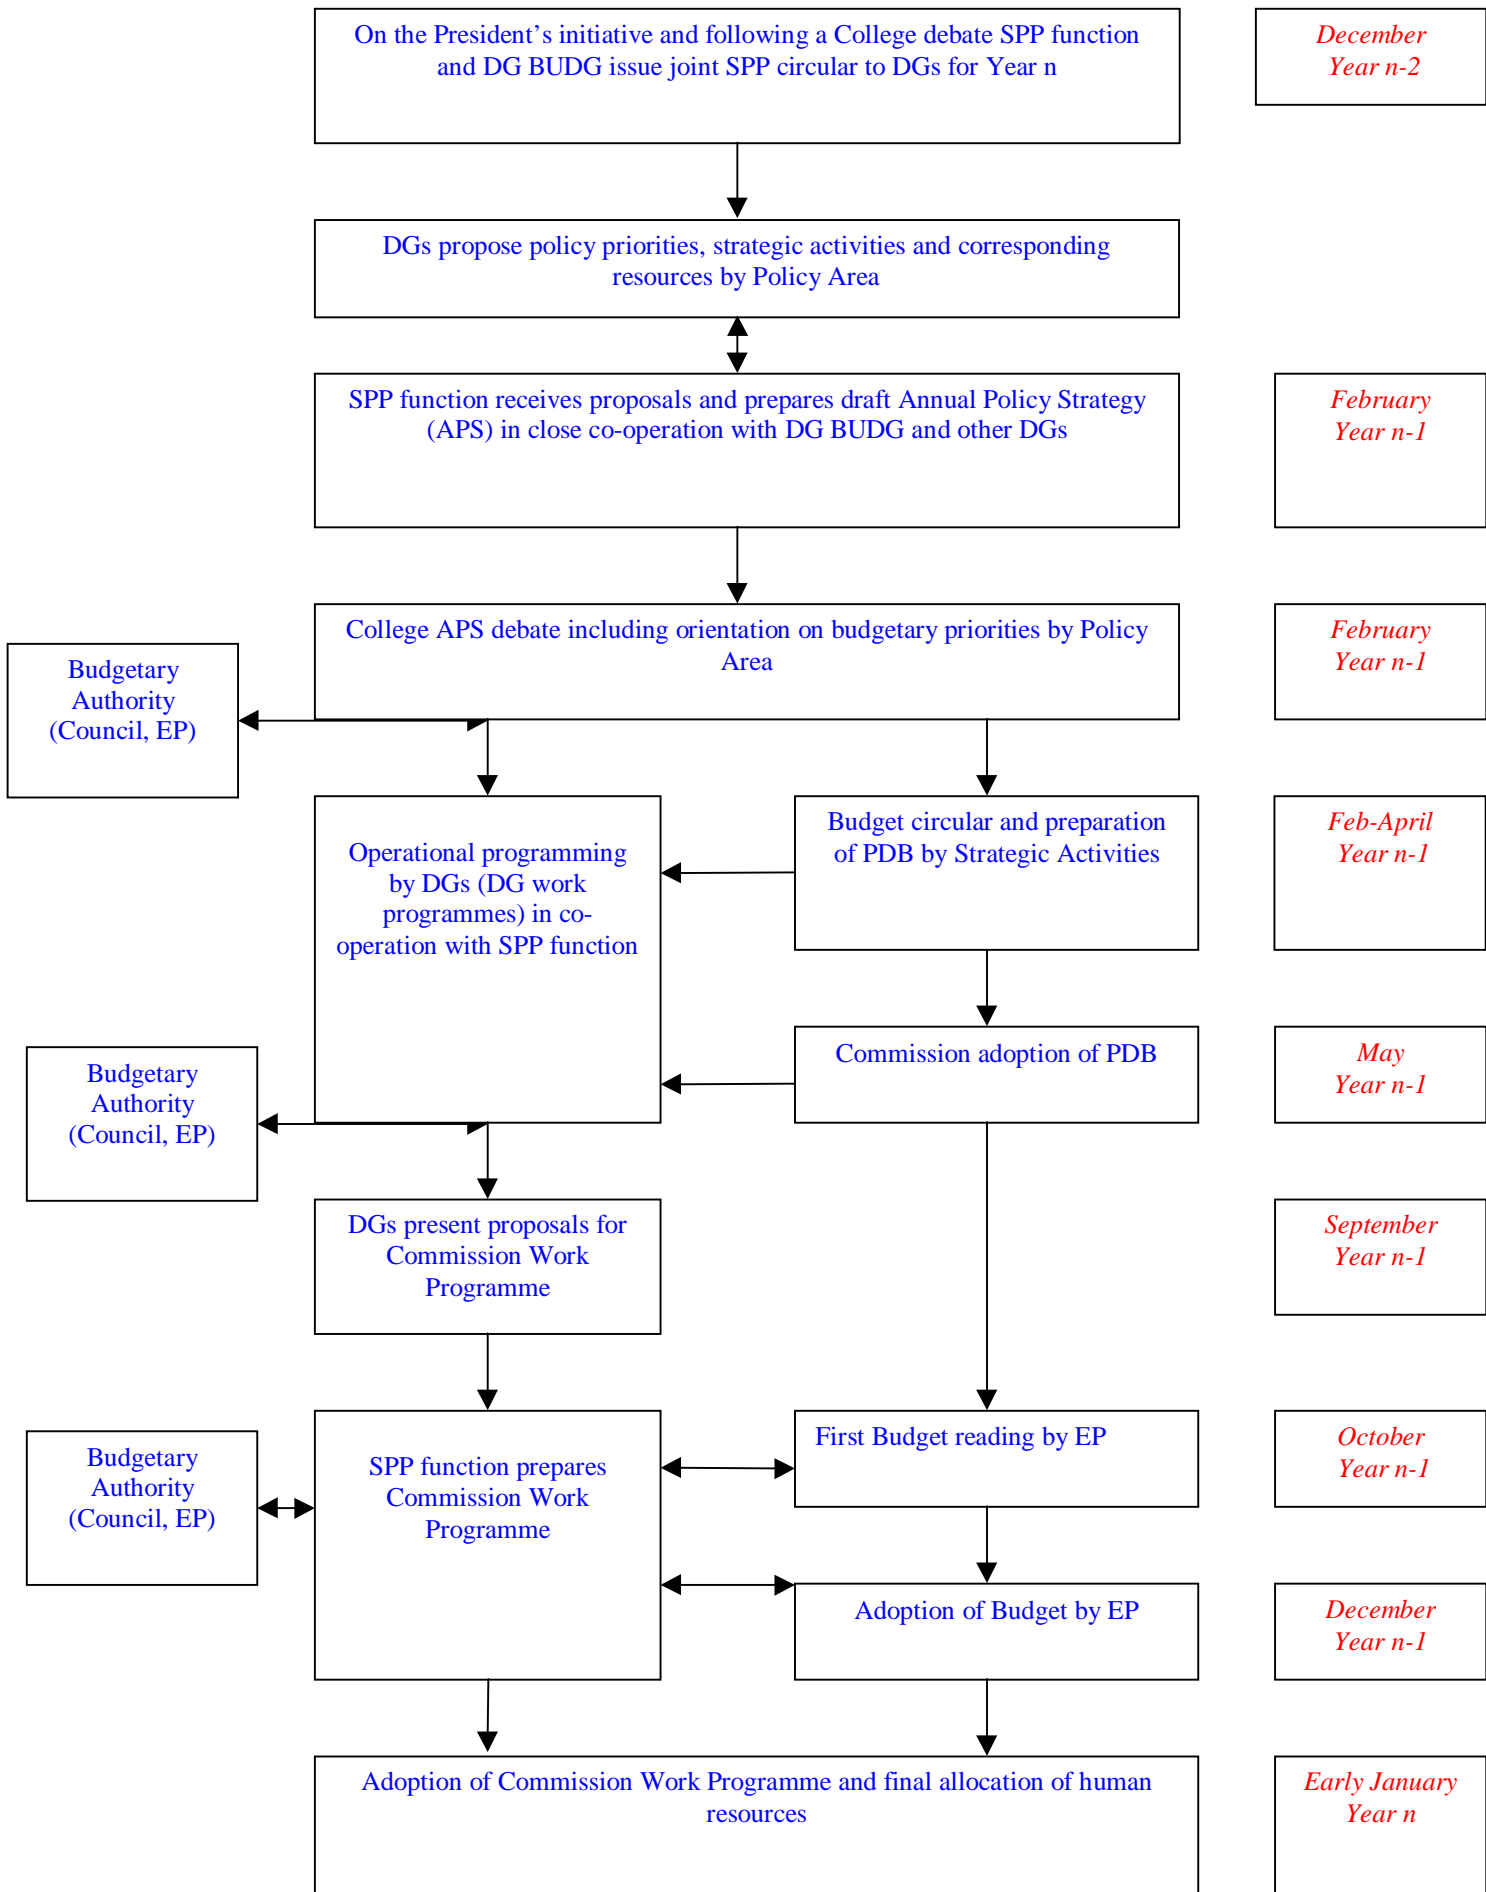 On the President’s initiative and following a College debate SPP function
and DG BUDG issue joint SPP circular to DGs for Year n
December
Year n-2
DGs propose policy priorities, strategic activities and corresponding
resources by Policy Area
SPP function receives proposals and prepares draft Annual Policy Strategy
(APS) in close co-operation with DG BUDG and other DGs
February
Year n-1
College APS debate including orientation on budgetary priorities by Policy
Area
February
Year n-1
Budgetary
Authority
(Council, EP)
Operational programming
by DGs (DG work
programmes) in co-
operation with SPP function
Budget circular and preparation
of PDB by Strategic Activities
Feb-April
Year n-1
Commission adoption of PDB
May
Year n-1
Budgetary
Authority
(Council, EP)
DGs present proposals for
Commission Work
Programme
September
Year n-1
Budgetary
Authority
(Council, EP)
SPP function prepares
Commission Work
Programme
First Budget reading by EP
October
Year n-1
Adoption of Budget by EP
December
Year n-1
Adoption of Commission Work Programme and final allocation of human
resources
Early January
Year n